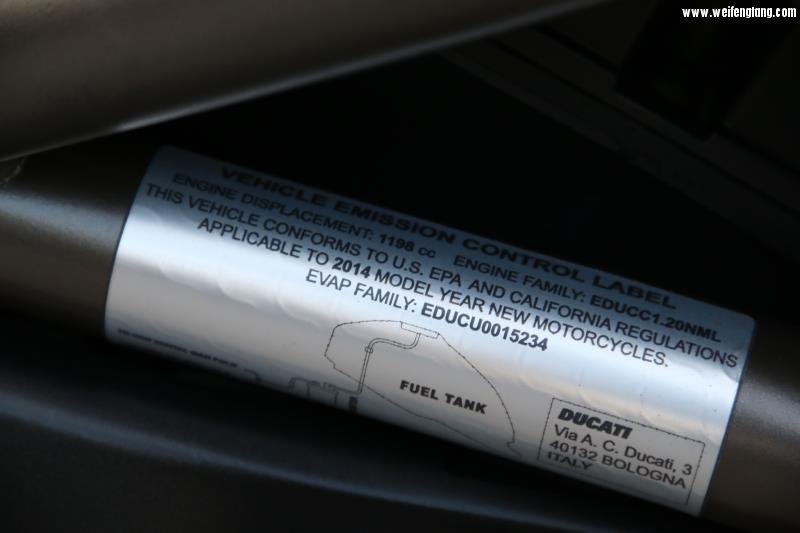 www.weifengtang.com
VEHICLE EMISSION CONTROL LABEL
ENGINE DISPLACEMENT: 1198 cc ENGINE FAMILY: EDUCC1.20NML
THIS VEHICLE CONFORMS TO U.S. EPA AND CALIFORNIA REGULATIONS
APPLICABLE TO 2014 MODEL YEAR NEW MOTORCYCLES.
EVAP FAMILY: EDUCU0015234
FUEL TANK
DUCATI
Via A. C. Ducati, 3
40132 BOLOGNA
ITALY